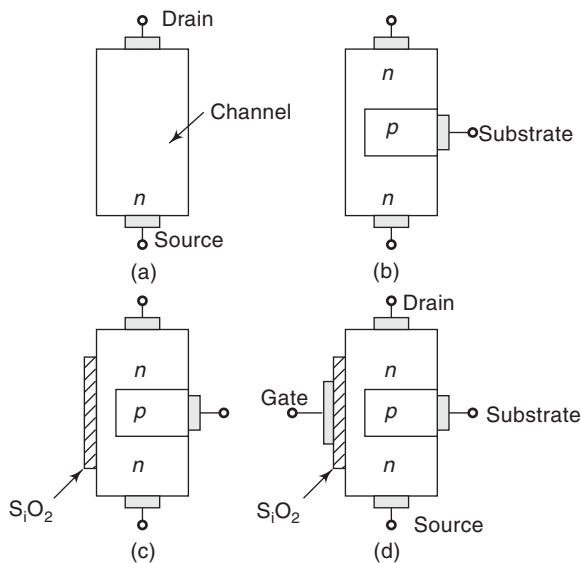 Drain
Channel
n
Source
(a)
n
p
Substrate
n
(b)
n
p
n
SᵢO₂
(c)
Drain
n
Gate
p
Substrate
n
SᵢO₂
Source
(d)